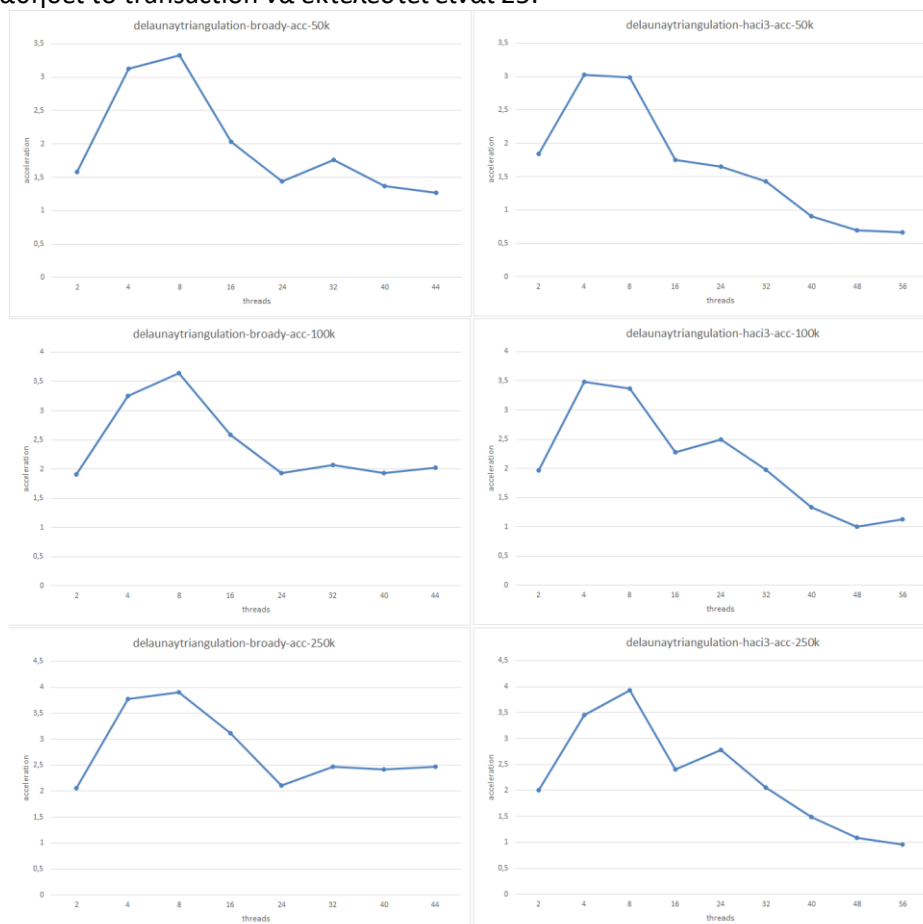 το transaction να εκτελεστεί είναι 25.
delaunaytriangulation-broady-acc-50k
3,5
3
2,5
2
1,5
1
0,5
0
acceleration
2 4 8 16 24 32 40 44
threads
delaunaytriangulation-haci3-acc-50k
3,5
3
2,5
2
1,5
1
0,5
0
acceleration
2 4 8 16 24 32 40 48 56
threads
delaunaytriangulation-broady-acc-100k
4
3,5
3
2,5
2
1,5
1
0,5
0
acceleration
2 4 8 16 24 32 40 44
threads
delaunaytriangulation-haci3-acc-100k
4
3,5
3
2,5
2
1,5
1
0,5
0
acceleration
2 4 8 16 24 32 40 48 56
threads
delaunaytriangulation-broady-acc-250k
4,5
4
3,5
3
2,5
2
1,5
1
0,5
0
acceleration
2 4 8 16 24 32 40 44
threads
delaunaytriangulation-haci3-acc-250k
4,5
4
3,5
3
2,5
2
1,5
1
0,5
0
acceleration
2 4 8 16 24 32 40 48 56
threads